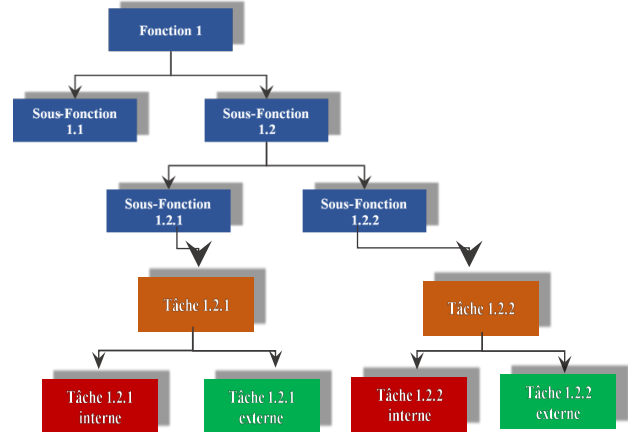 Fonction 1
Sous-Fonction
1.1
Sous-Fonction
1.2
Sous-Fonction
1.2.1
Sous-Fonction
1.2.2
Tâche 1.2.1
Tâche 1.2.2
Tâche 1.2.1
interne
Tâche 1.2.1
externe
Tâche 1.2.2
interne
Tâche 1.2.2
externe